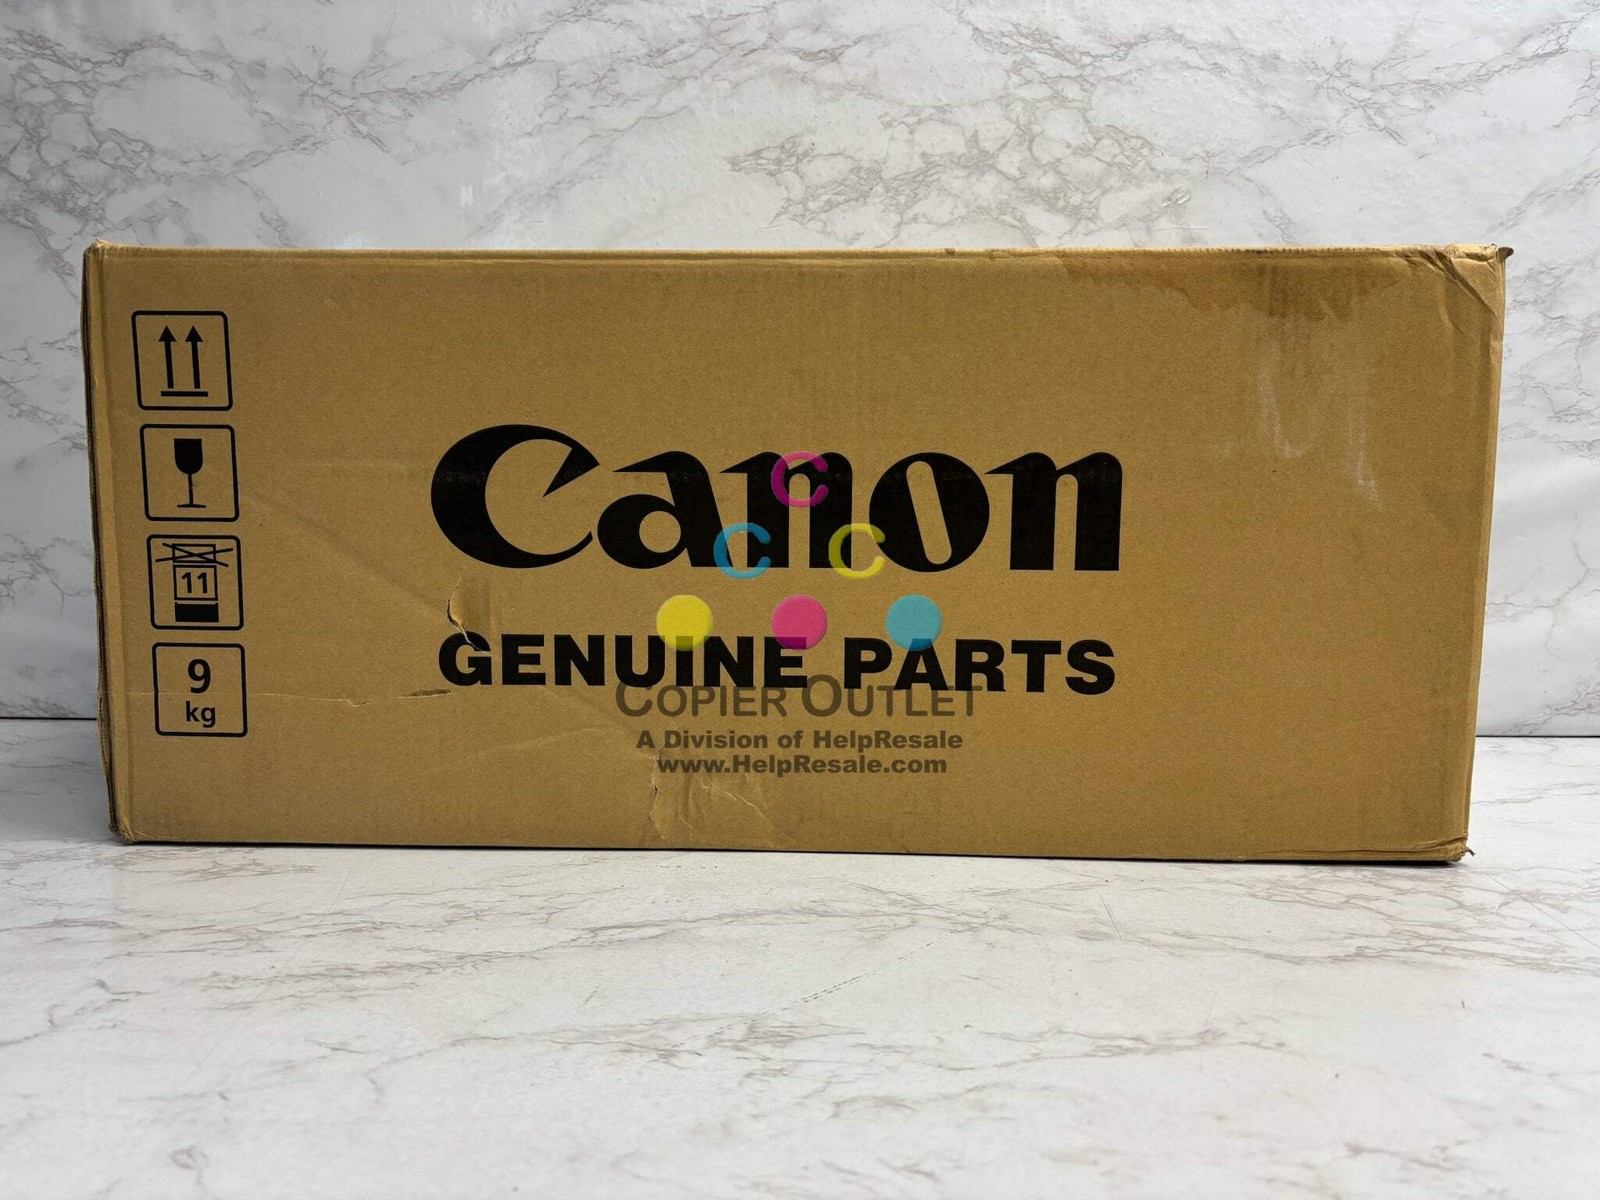 Canon
GENUINE PARTS
11
9
kg
C
C C
COPIER OUTLET
A Division of HelpResale
www.HelpResale.com